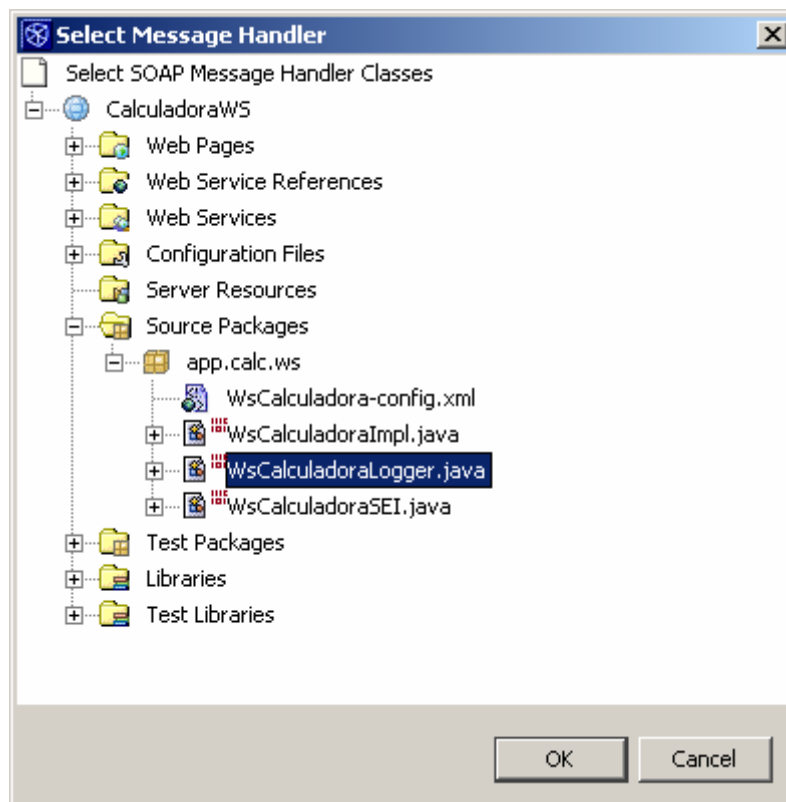 Select Message Handler
Select SOAP Message Handler Classes
CalculadoraWS
Web Pages
Web Service References
Web Services
Configuration Files
Server Resources
Source Packages
app.calc.ws
WsCalculadora-config.xml
WsCalculadoraImpl.java
WsCalculadoraLogger.java
WsCalculadoraSEI.java
Test Packages
Libraries
Test Libraries
OK Cancel